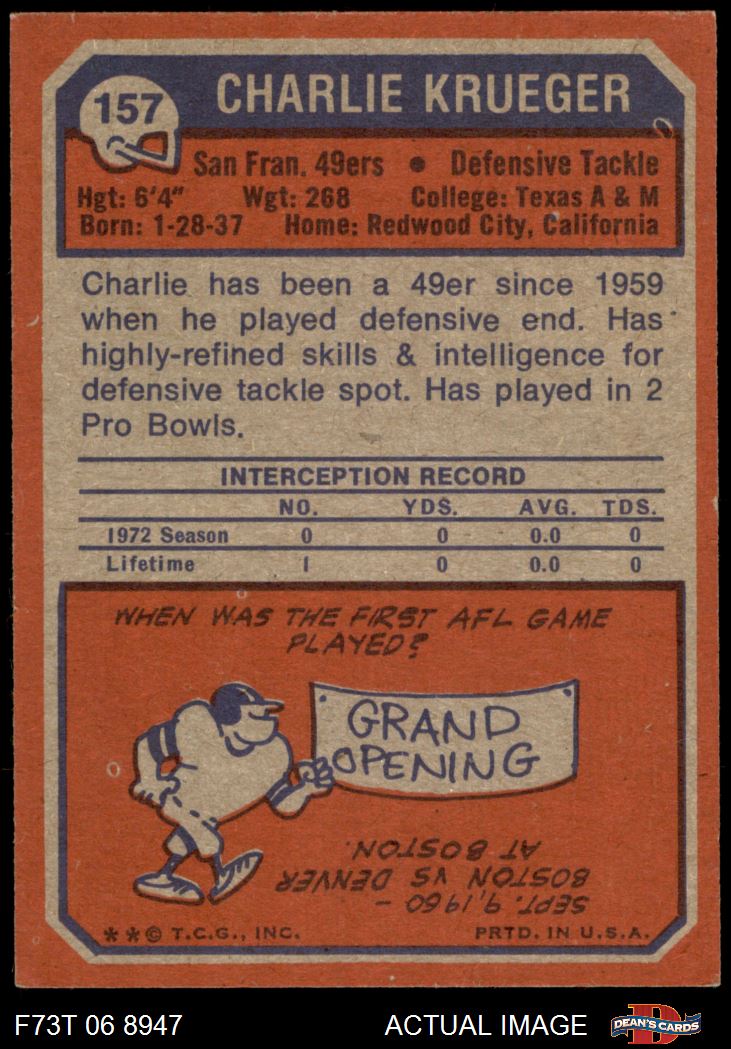 157
CHARLIE KRUEGER
San Fran. 49ers • Defensive Tackle
Hgt: 6'4" Wgt: 268 College: Texas A & M
Born: 1-28-37 Home: Redwood City, California
Charlie has been a 49er since 1959
when he played defensive end. Has
highly-refined skills & intelligence for
defensive tackle spot. Has played in 2
Pro Bowls.
INTERCEPTION RECORD
NO. YDS. AVG. TDS.
1972 Season 0 0 0.0 0
Lifetime 1 0 0.0 0
WHEN WAS THE FIRST AFL GAME
PLAYED?
GRAND
OPENING
SEPT. 9, 1960 –
BOSTON VS DENVER
AT BOSTON.
**© T.C.G., INC. PRTD. IN U.S.A.
F73T 06 8947 ACTUAL IMAGE
DEAN'S CARDS